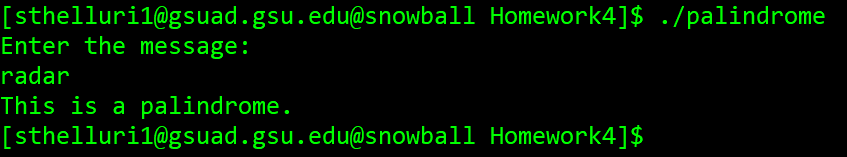 [sthelluri1@gsuad.gsu.edu@snowball Homework4]$ ./palindrome
Enter the message:
radar
This is a palindrome.
[sthelluri1@gsuad.gsu.edu@snowball Homework4]$